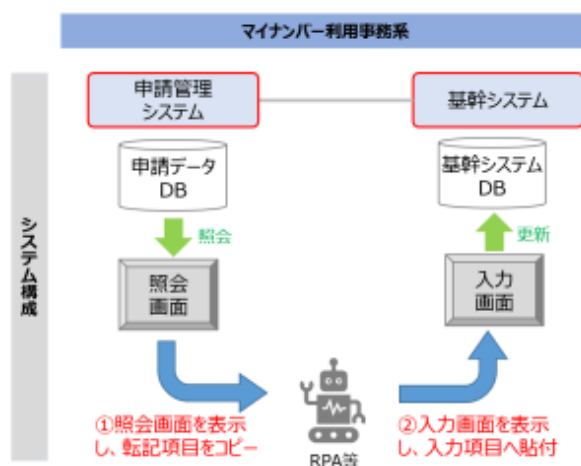 マイナンバー利用事務系
システム構成
申請管理
システム
基幹システム
申請データ
DB
基幹システム
DB
照会
更新
照会
画面
入力
画面
①照会画面を表示
し、転記項目をコピー
RPA等
②入力画面を表示
し、入力項目へ貼付